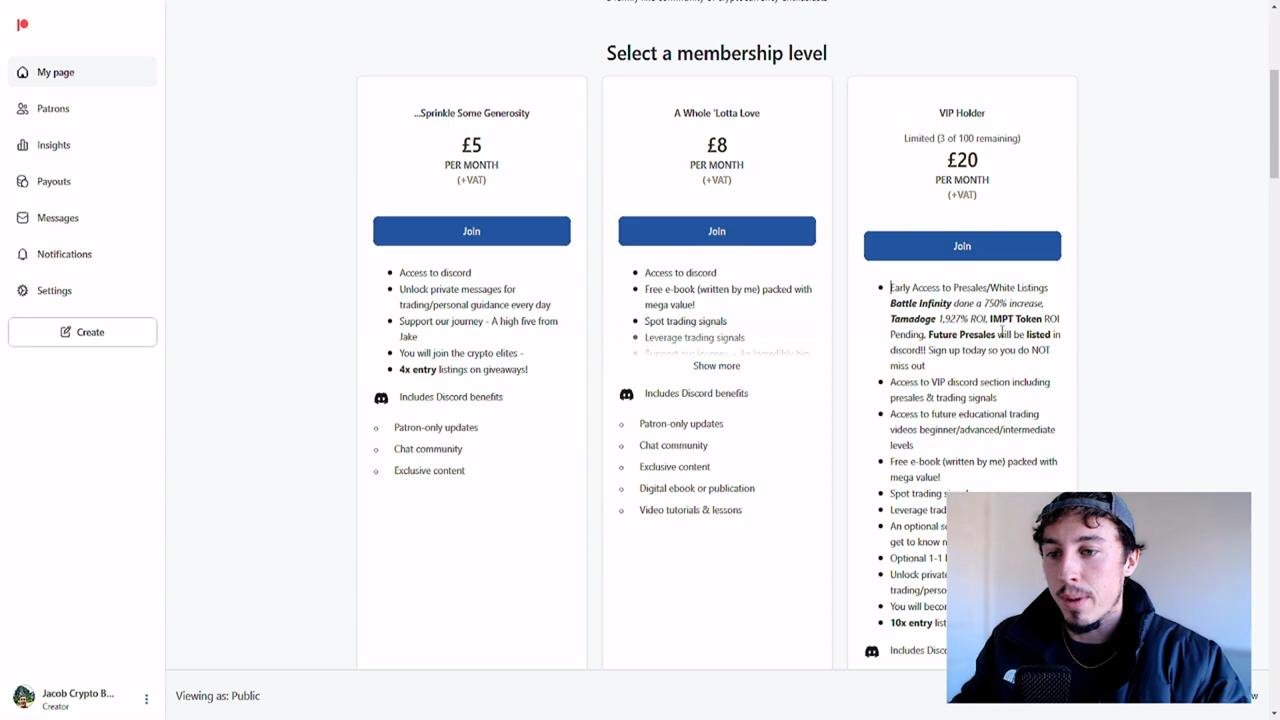 Select a membership level
My page
Patrons
Insights
Payouts
Messages
Notifications
Settings
Create
Jacob Crypto B...
Creator
...Sprinkle Some Generosity
£5
PER MONTH
(+VAT)
Join
Access to discord
Unlock private messages for
trading/personal guidance every day
Support our journey - A high five from
Jake
You will join the crypto elites -
4x entry listings on giveaways!
Includes Discord benefits
Patron-only updates
Chat community
Exclusive content
A Whole 'Lotta Love
£8
PER MONTH
(+VAT)
Join
Access to discord
Free e-book (written by me) packed with
mega value!
Spot trading signals
Leverage trading signals
Support our journey - An incredibly big
Show more
Includes Discord benefits
Patron-only updates
Chat community
Exclusive content
Digital ebook or publication
Video tutorials & lessons
VIP Holder
Limited (3 of 100 remaining)
£20
PER MONTH
(+VAT)
Join
Early Access to Presales/White Listings
Battle Infinity done a 750% increase,
Tamadoge 1,927% ROI, IMPT Token ROI
Pending, Future Presales will be listed in
discord!! Sign up today so you do NOT
miss out
Access to VIP discord section including
presales & trading signals
Access to future educational trading
videos beginner/advanced/intermediate
levels
Free e-book (written by me) packed with
mega value!
Spot trading
Leverage
An optional
get to know
Optional 1-1
Unlock
You will
10x entry
Includes
Viewing as: Public